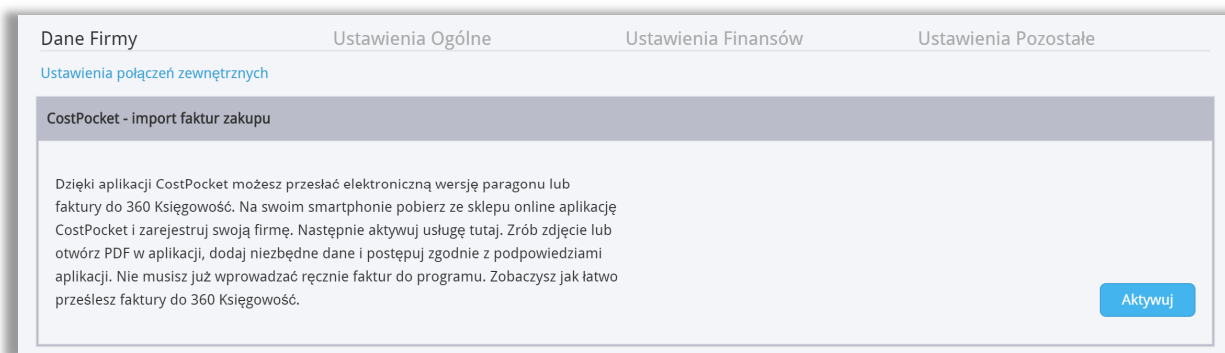 Dane Firmy Ustawienia Ogólne Ustawienia Finansów Ustawienia Pozostałe
Ustawienia połączeń zewnętrznych
CostPocket - import faktur zakupu
Dzięki aplikacji CostPocket możesz przesłać elektroniczną wersję paragonu lub
faktury do 360 Księgowość. Na swoim smartphonie pobierz ze sklepu online aplikację
CostPocket i zarejestruj swoją firmę. Następnie aktywuj usługę tutaj. Zrób zdjęcie lub
otwórz PDF w aplikacji, dodaj niezbędne dane i postępuj zgodnie z podpowiedziami
aplikacji. Nie musisz już wprowadzać ręcznie faktur do programu. Zobaczysz jak łatwo
prześlesz faktury do 360 Księgowość.
Aktywuj